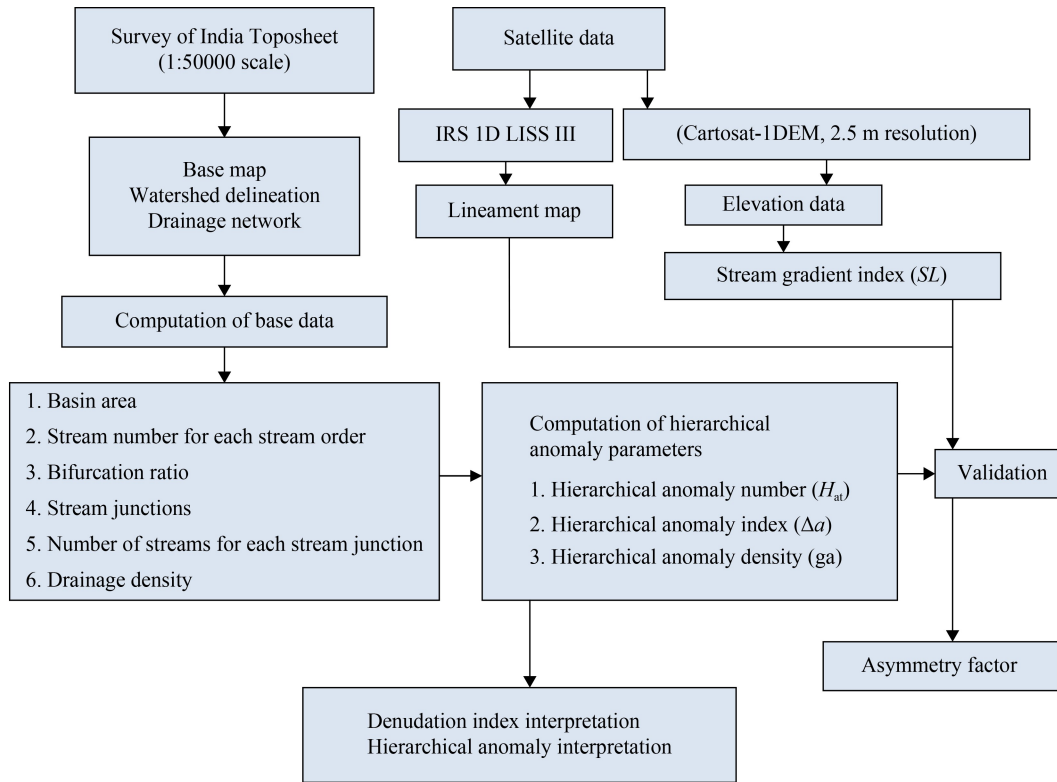 Survey of India Toposheet
(1:50000 scale)
Satellite data
IRS 1D LISS III
(Cartosat-1DEM, 2.5 m resolution)
Base map
Watershed delineation
Drainage network
Lineament map
Elevation data
Stream gradient index (SL)
Computation of base data
1. Basin area
2. Stream number for each stream order
3. Bifurcation ratio
4. Stream junctions
5. Number of streams for each stream junction
6. Drainage density
Computation of hierarchical
anomaly parameters
1. Hierarchical anomaly number (Hat)
2. Hierarchical anomaly index (Δa)
3. Hierarchical anomaly density (ga)
Validation
Asymmetry factor
Denudation index interpretation
Hierarchical anomaly interpretation